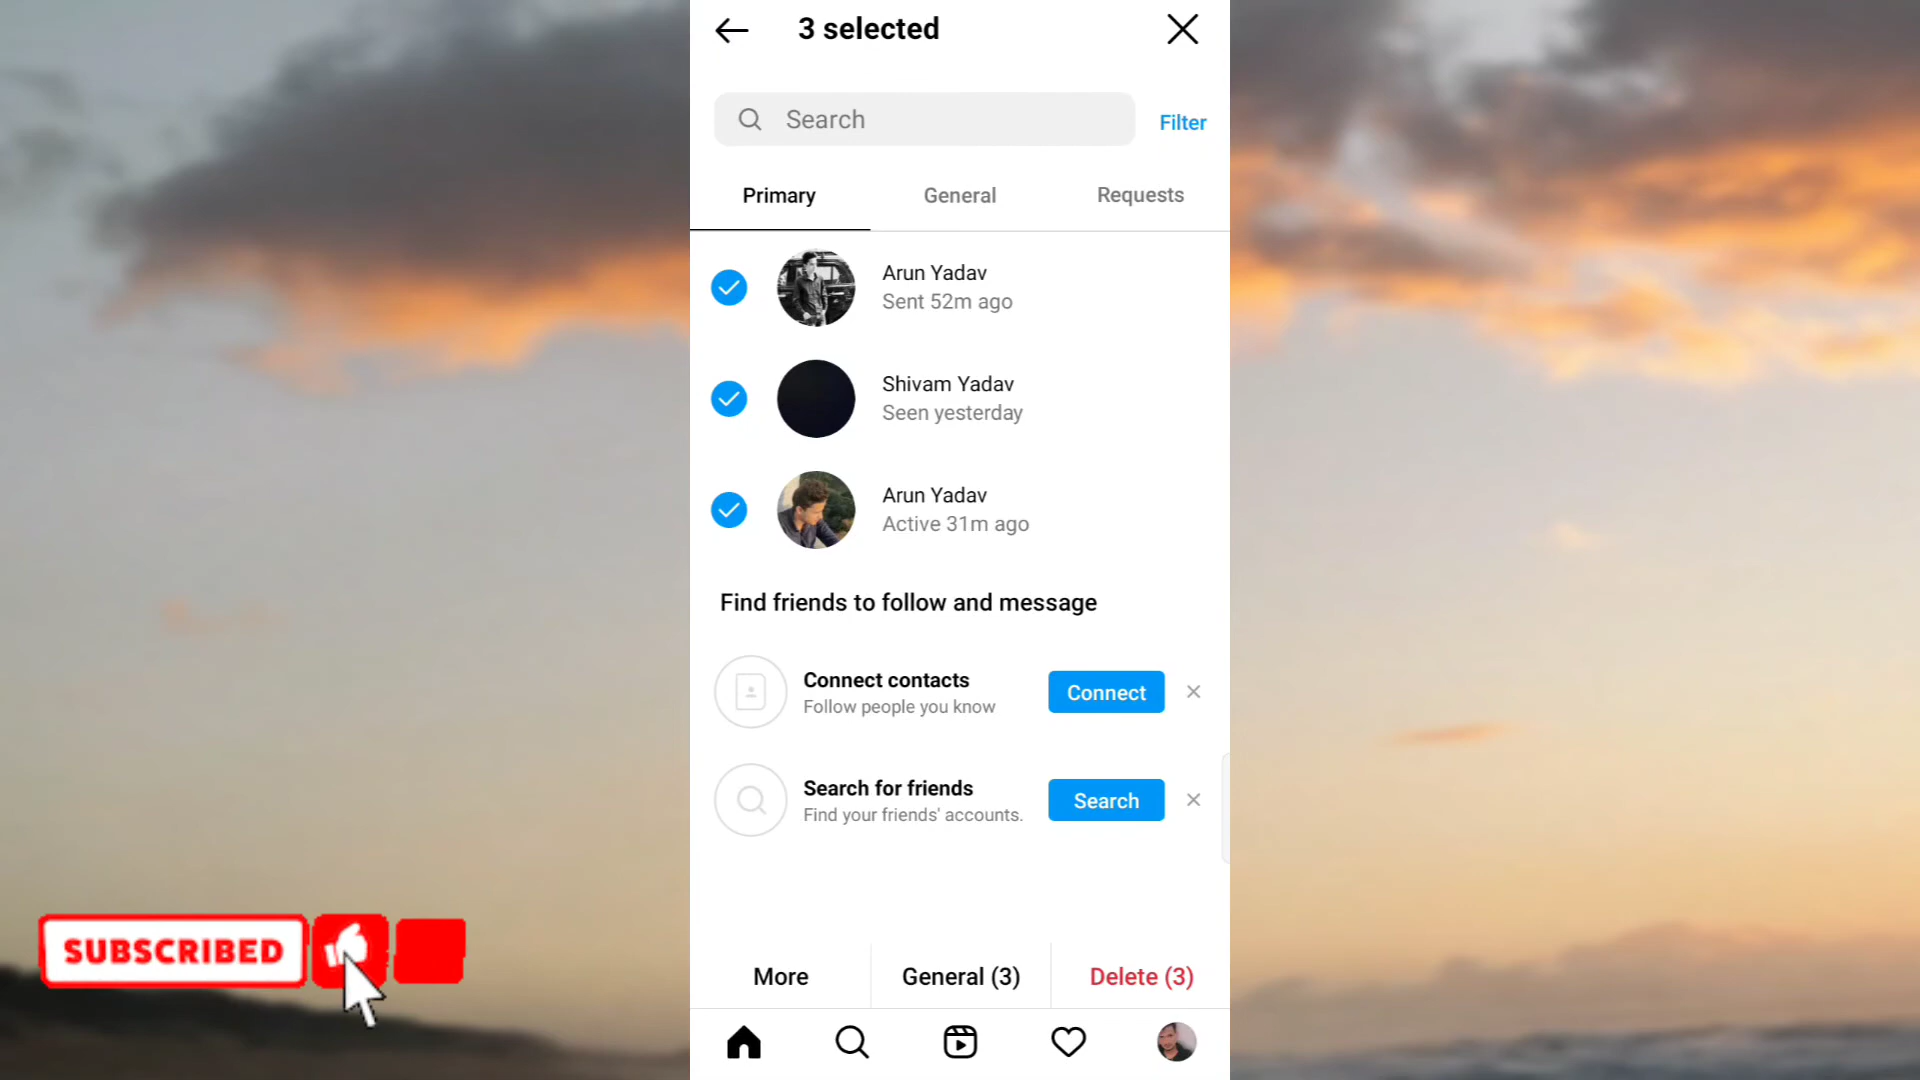 3 selected
Search
Filter
Primary
General
Requests
Arun Yadav
Sent 52m ago
Shivam Yadav
Seen yesterday
Arun Yadav
Active 31m ago
Find friends to follow and message
Connect contacts
Follow people you know
Connect
Search for friends
Find your friends' accounts.
Search
SUBSCRIBED
More
General (3)
Delete (3)